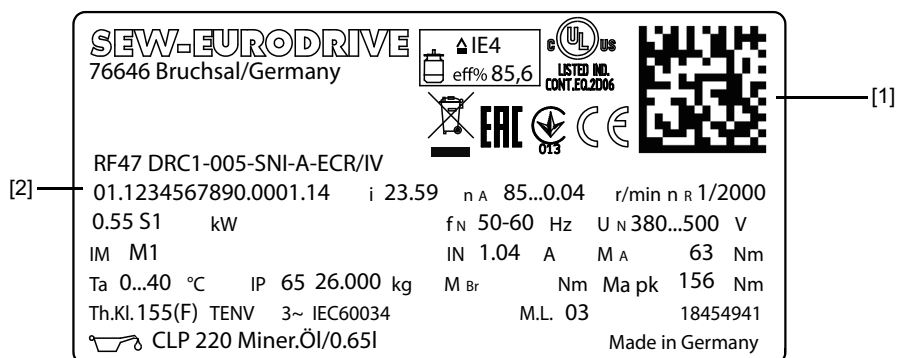 SEW-EURODRIVE
76646 Bruchsal/Germany
IE4
eff% 85,6
C UL US
LISTED IND.
CONT.EQ.2D06
[1]
EAC
013
CE
RF47 DRC1-005-SNI-A-ECR/IV
[2] 01.1234567890.0001.14 i 23.59 n A 85...0.04 r/min n R 1/2000
0.55 S1 kW f N 50-60 Hz U N 380...500 V
IM M1 IN 1.04 A M A 63 Nm
Ta 0...40 °C IP 65 26.000 kg M Br Nm Ma pk 156 Nm
Th.Kl. 155(F) TENV 3~ IEC60034 M.L. 03 18454941
CLP 220 Miner.Öl/0.65l Made in Germany